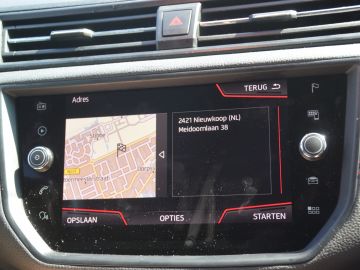 Adres
TERUG
2421 Nieuwkoop (NL)
Meidoornlaan 38
OPSLAAN
OPTIES
STARTEN